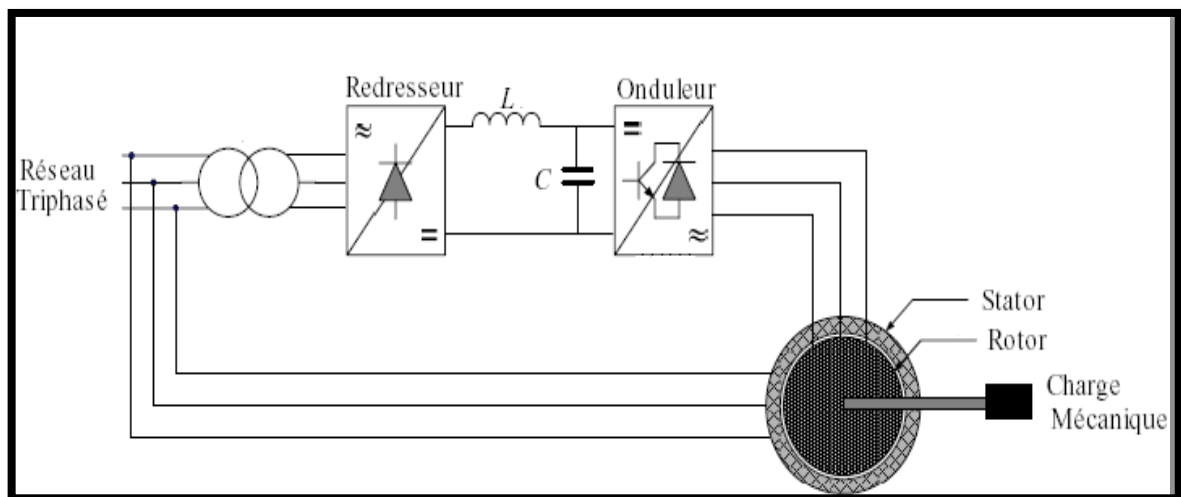 Redresseur
L
Onduleur
≈
=
Réseau
Triphasé
C
=
≈
Stator
Rotor
Charge
Mécanique